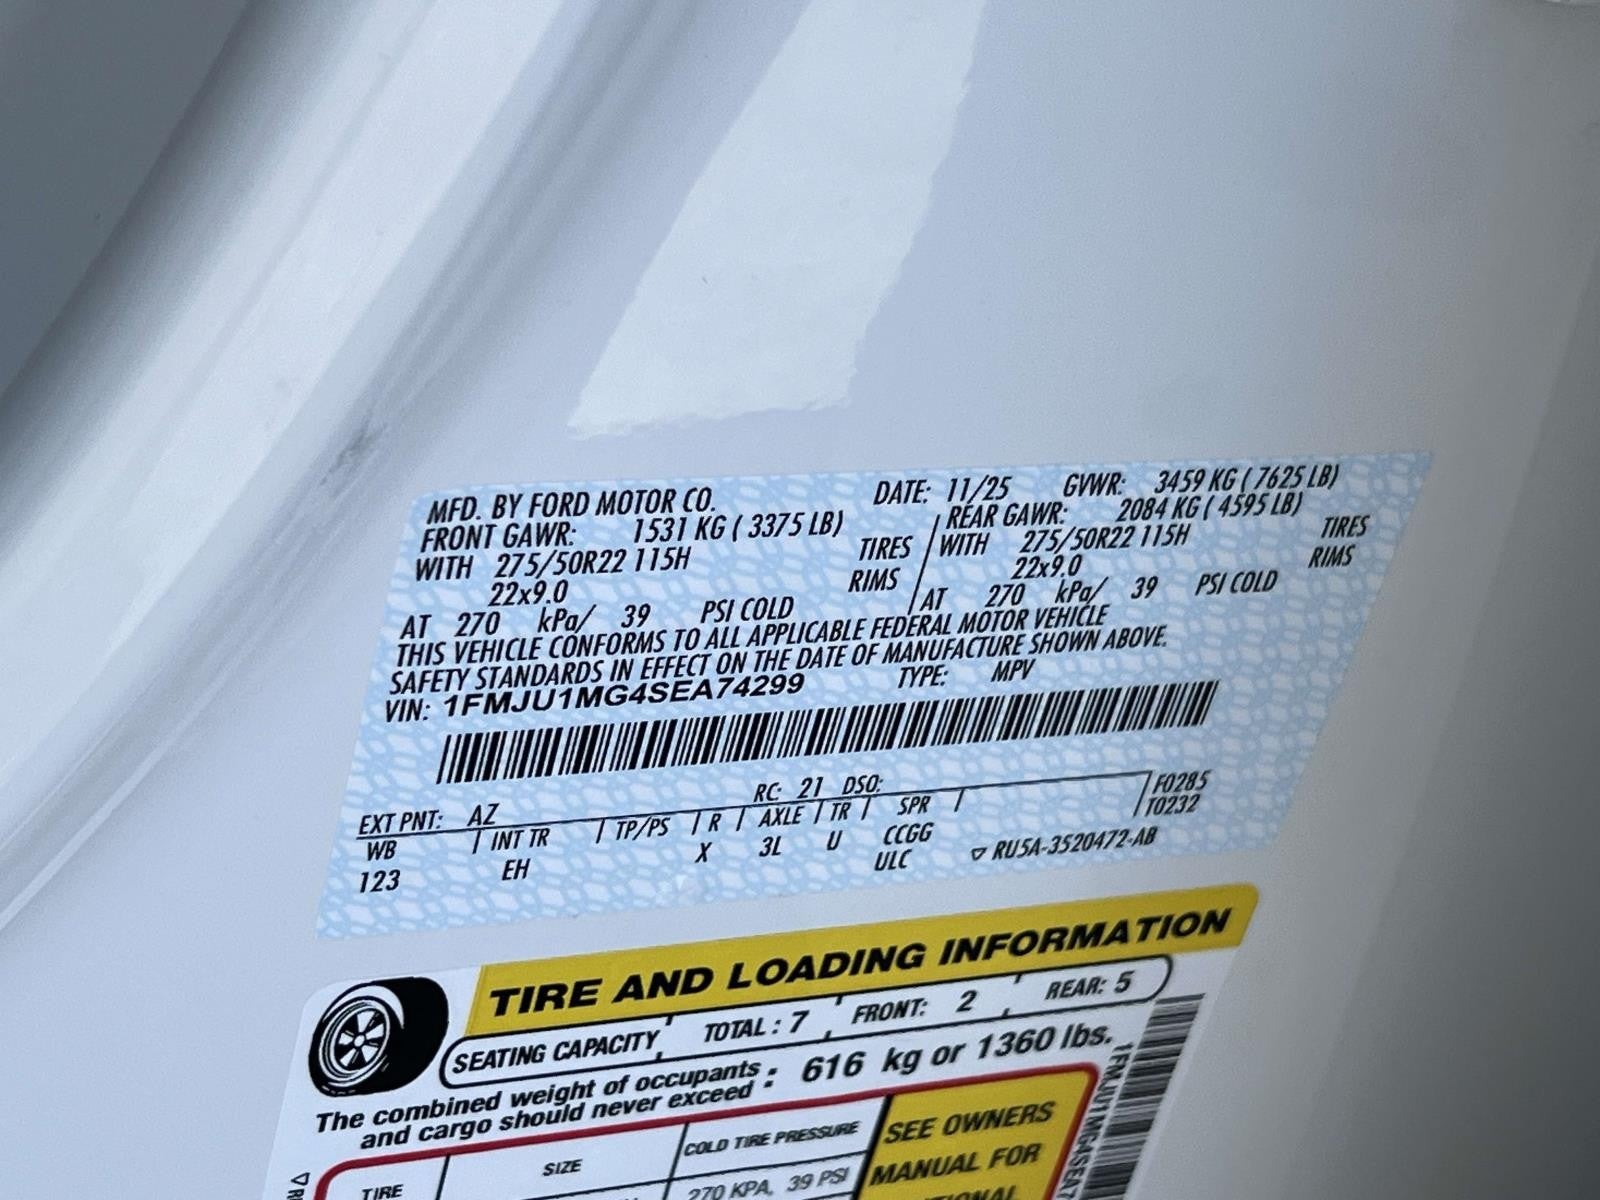 MFD. BY FORD MOTOR CO. DATE: 11/25 GVWR: 3459 KG ( 7625 LB)
FRONT GAWR: 1531 KG ( 3375 LB) REAR GAWR: 2084 KG ( 4595 LB)
WITH 275/50R22 115H TIRES WITH 275/50R22 115H TIRES
22x9.0 RIMS 22x9.0 RIMS
AT 270 kPa/ 39 PSI COLD AT 270 kPa/ 39 PSI COLD
THIS VEHICLE CONFORMS TO ALL APPLICABLE FEDERAL MOTOR VEHICLE
SAFETY STANDARDS IN EFFECT ON THE DATE OF MANUFACTURE SHOWN ABOVE.
VIN: 1FMJU1MG4SEA74299 TYPE: MPV
EXT PNT: AZ RC: 21 DSO: F0285
WB INT TR TP/PS R AXLE TR SPR T0232
123 EH X 3L U CCGG
ULC ▽ RU5A-3520472-AB
TIRE AND LOADING INFORMATION
SEATING CAPACITY TOTAL : 7 FRONT: 2 REAR: 5
The combined weight of occupants
and cargo should never exceed : 616 kg or 1360 lbs.
TIRE SIZE COLD TIRE PRESSURE
270 KPA, 39 PSI
SEE OWNERS
MANUAL FOR